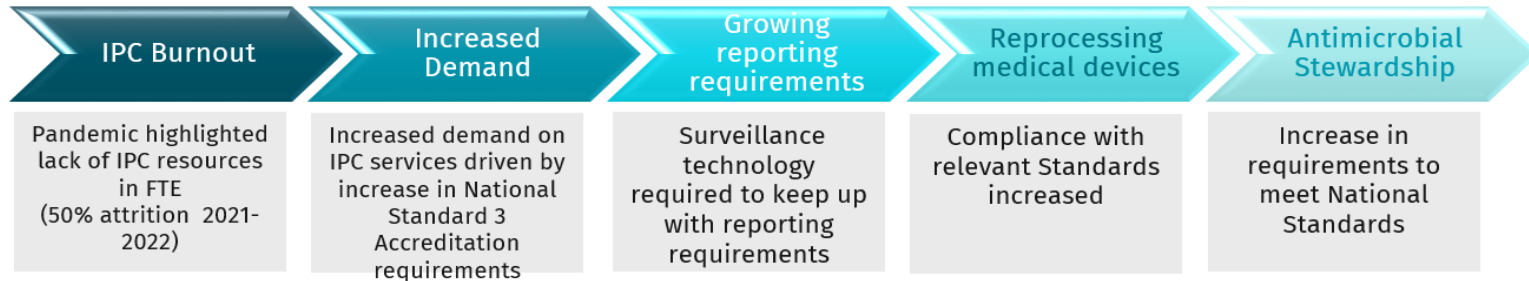 IPC Burnout
Increased
Demand
Growing
reporting
requirements
Reprocessing
medical devices
Antimicrobial
Stewardship
Pandemic highlighted
lack of IPC resources
in FTE
(50% attrition  2021-
2022)
Increased demand on
IPC services driven by
increase in National
Standard 3
Accreditation
requirements
Surveillance
technology
required to keep up
with reporting
requirements
Compliance with
relevant Standards
increased
Increase in
requirements to
meet National
Standards